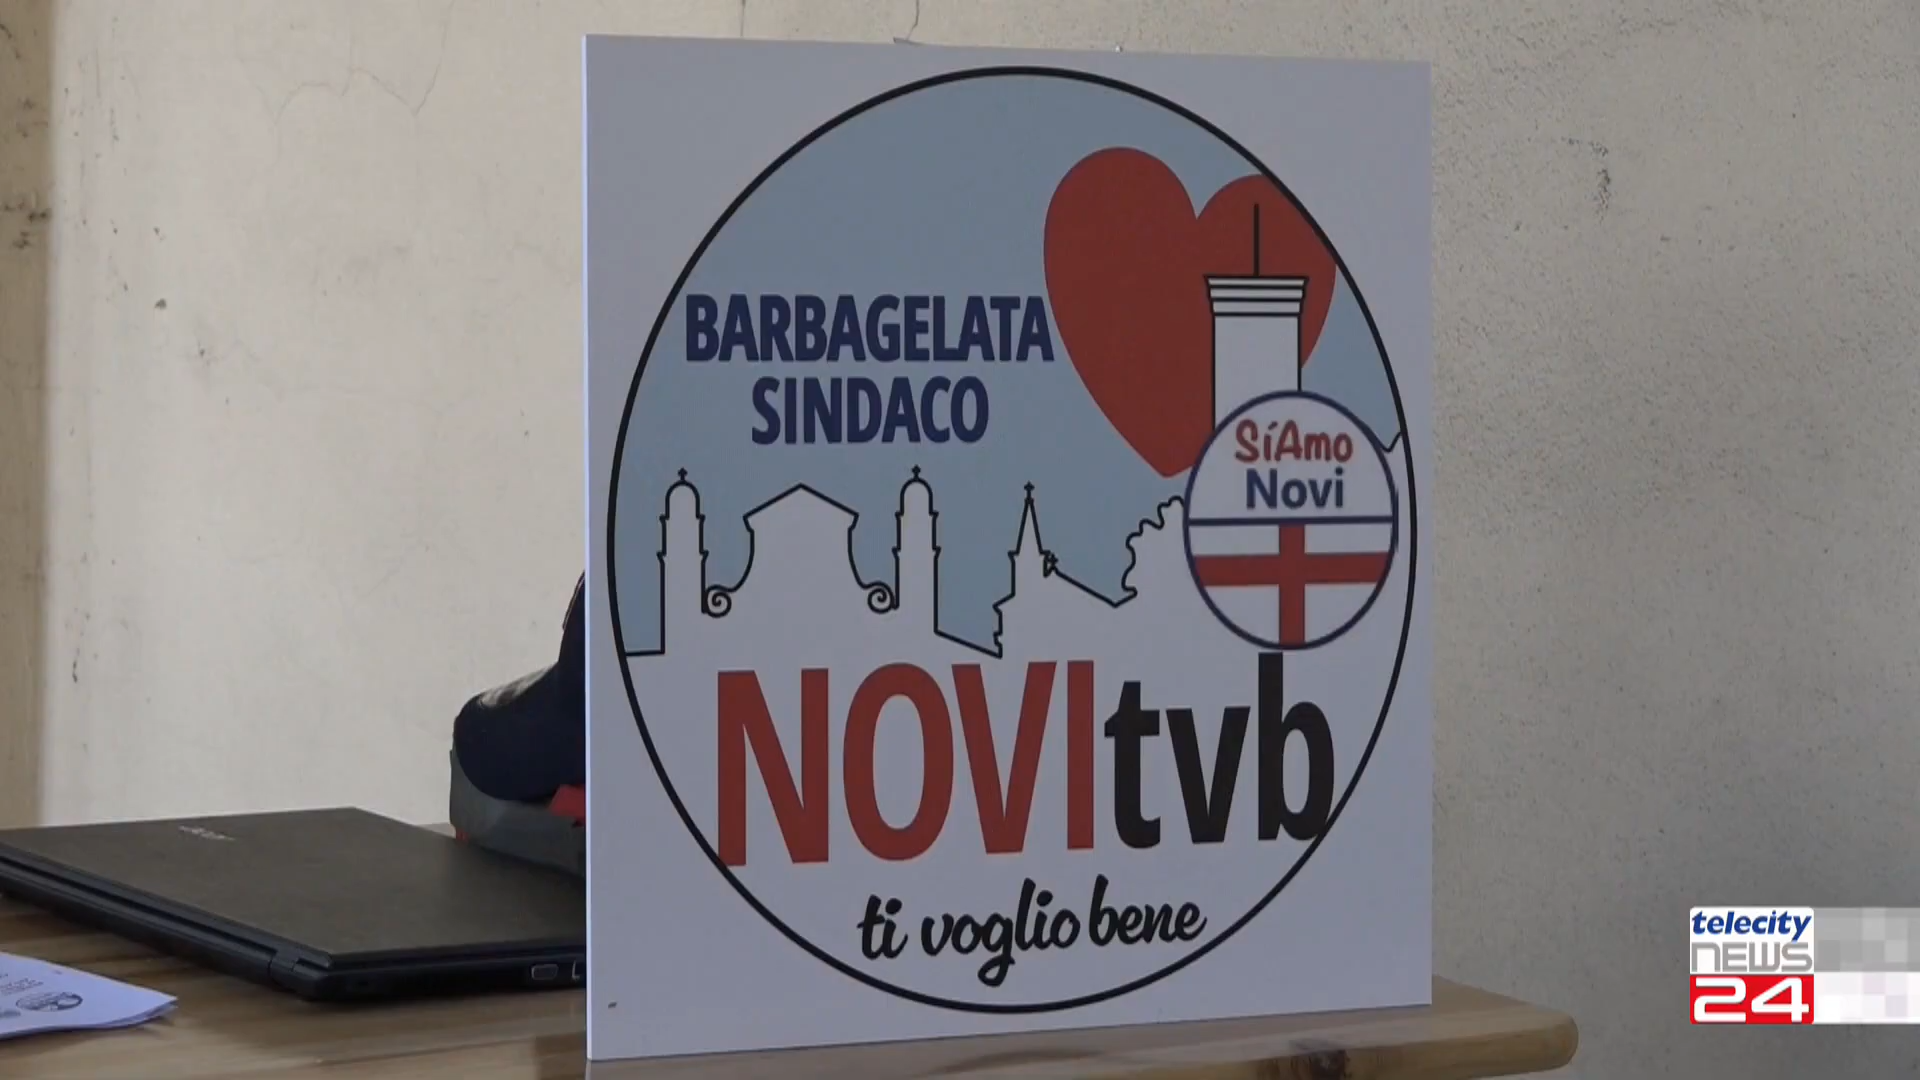 BARBAGELATA
SINDACO
SíAmo
Novi
NOVItvb
ti voglio bene
telecity
NEWS
24